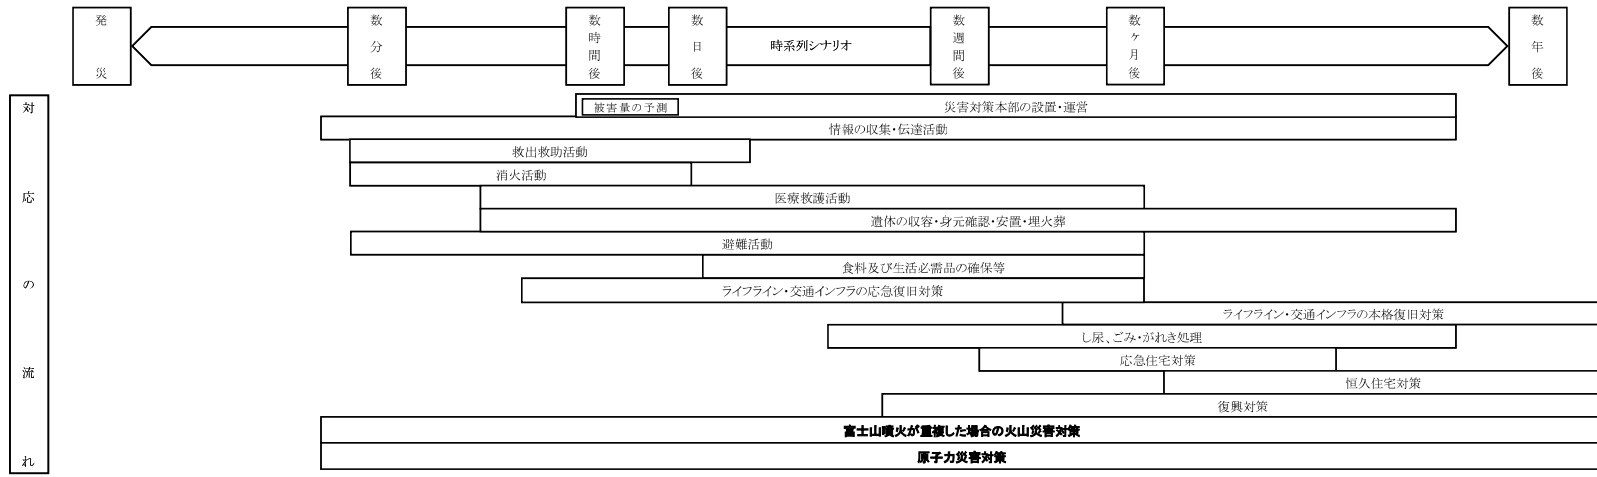 発災
数分後
数時間後
数日後
時系列シナリオ
数週間後
数ヶ月後
数年後
対応の流れ
被害量の予測
災害対策本部の設置・運営
情報の収集・伝達活動
救出救助活動
消火活動
医療救護活動
遺体の収容・身元確認・安置・埋火葬
避難活動
食料及び生活必需品の確保等
ライフライン・交通インフラの応急復旧対策
ライフライン・交通インフラの本格復旧対策
し尿、ごみ・がれき処理
応急住宅対策
恒久住宅対策
復興対策
富士山噴火が重複した場合の火山災害対策
原子力災害対策